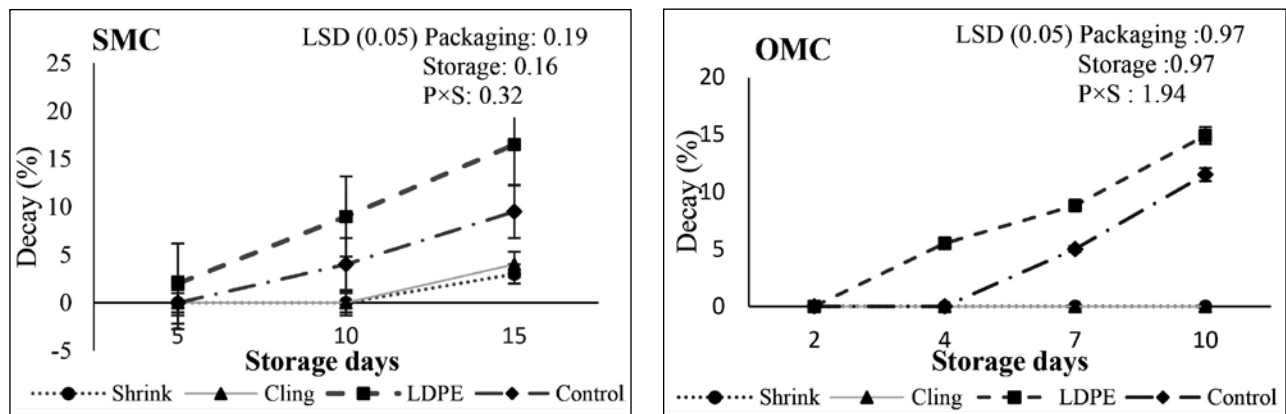 SMC
LSD (0.05) Packaging: 0.19
Storage: 0.16
P×S: 0.32
25
20
15
10
5
0
-5
Decay (%)
5 10 15
Storage days
Shrink Cling LDPE Control
OMC
LSD (0.05) Packaging :0.97
Storage :0.97
P×S : 1.94
20
15
10
5
0
Decay (%)
2 4 7 10
Storage days
Shrink Cling LDPE Control